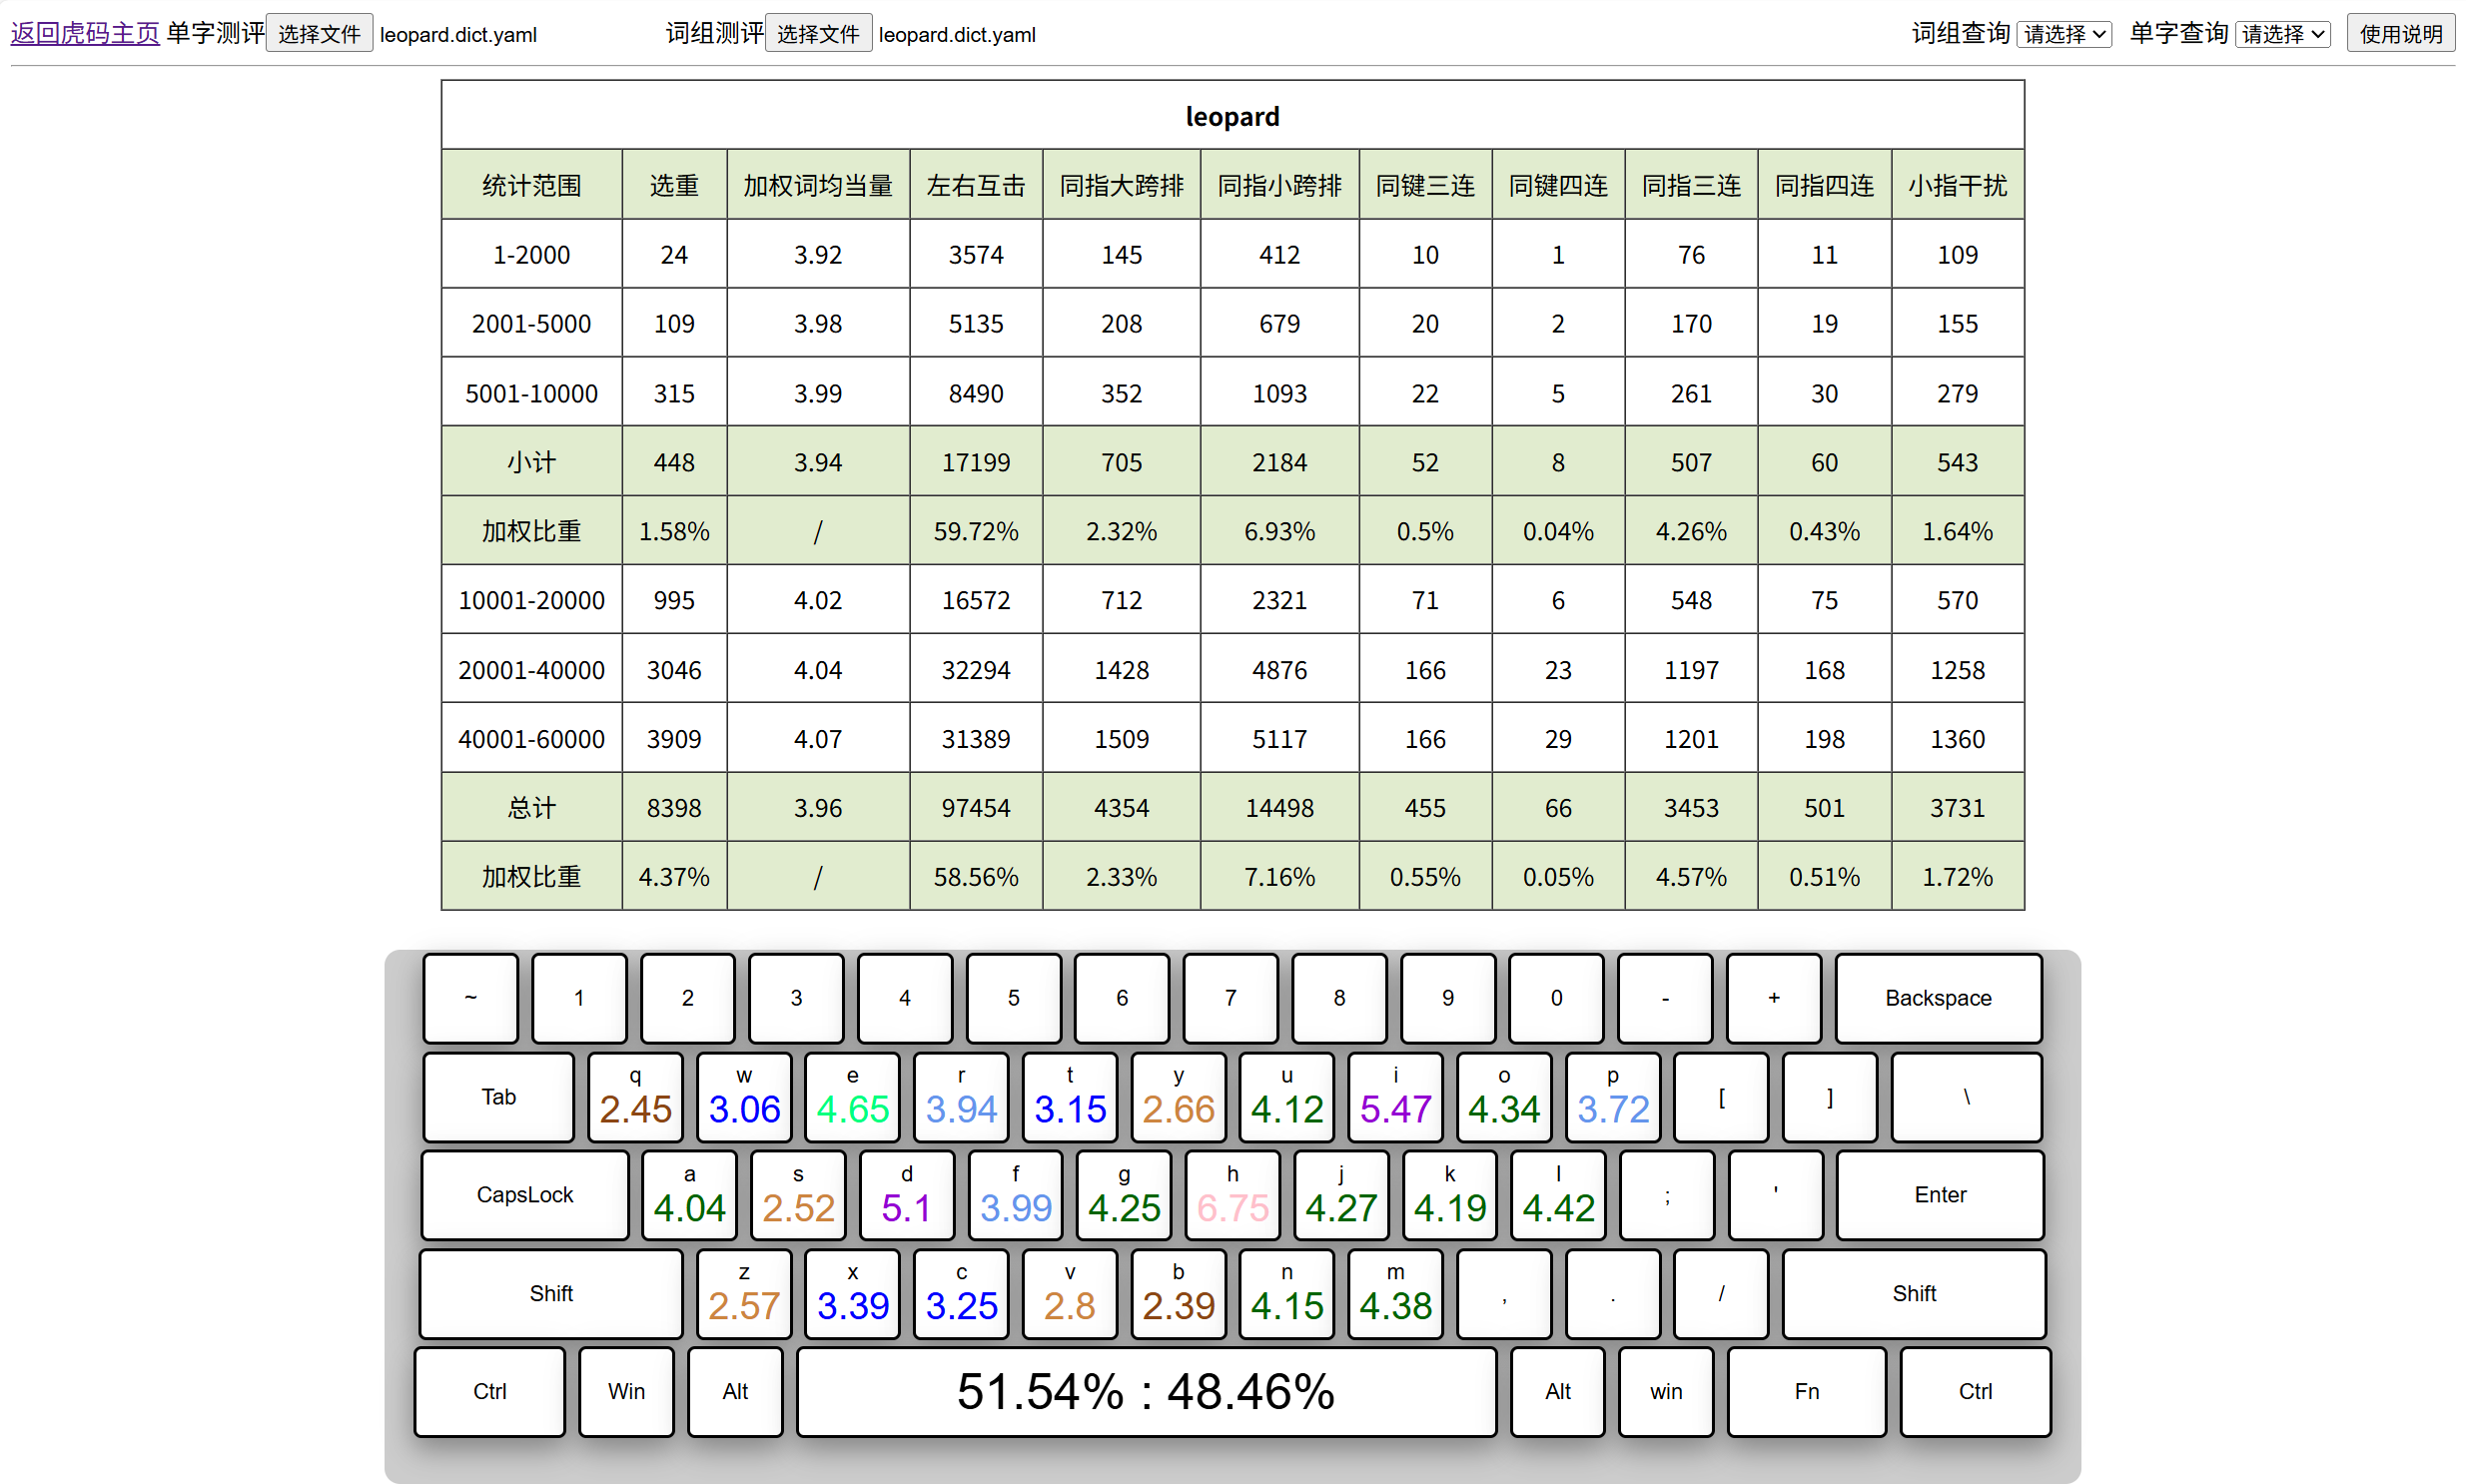 返回虎码主页 单字测评 选择文件 leopard.dict.yaml 词组测评 选择文件 leopard.dict.yaml 词组查询 请选择 单字查询 请选择 使用说明
leopard
统计范围 选重 加权词均当量 左右互击 同指大跨排 同指小跨排 同键三连 同键四连 同指三连 同指四连 小指干扰
1-2000 24 3.92 3574 145 412 10 1 76 11 109
2001-5000 109 3.98 5135 208 679 20 2 170 19 155
5001-10000 315 3.99 8490 352 1093 22 5 261 30 279
小计 448 3.94 17199 705 2184 52 8 507 60 543
加权比重 1.58% / 59.72% 2.32% 6.93% 0.5% 0.04% 4.26% 0.43% 1.64%
10001-20000 995 4.02 16572 712 2321 71 6 548 75 570
20001-40000 3046 4.04 32294 1428 4876 166 23 1197 168 1258
40001-60000 3909 4.07 31389 1509 5117 166 29 1201 198 1360
总计 8398 3.96 97454 4354 14498 455 66 3453 501 3731
加权比重 4.37% / 58.56% 2.33% 7.16% 0.55% 0.05% 4.57% 0.51% 1.72%
~ 1 2 3 4 5 6 7 8 9 0 - + Backspace
q w e r t y u i o p
Tab 2.45 3.06 4.65 3.94 3.15 2.66 4.12 5.47 4.34 3.72 [ ] \
a s d f g h j k l
CapsLock 4.04 2.52 5.1 3.99 4.25 6.75 4.27 4.19 4.42 ; ' Enter
z x c v b n m
Shift 2.57 3.39 3.25 2.8 2.39 4.15 4.38 , . / Shift
Ctrl Win Alt 51.54% : 48.46% Alt win Fn Ctrl